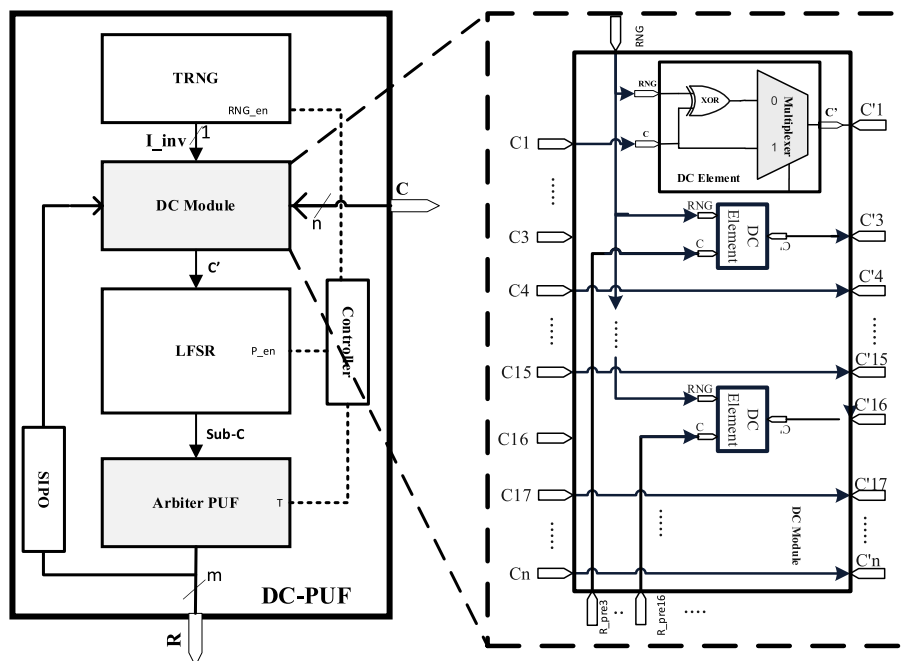 TRNG
RNG_en
I_inv
1
DC Module
C
n
C'
LFSR
P_en
Controller
Sub-C
SIPO
Arbiter PUF
T
m
DC-PUF
R
RNG
RNG
XOR
0
Multiplexer
C'
C'1
C1
C
1
DC Element
.....
RNG
DC
Element
C'
C3
C
C'3
C4
C'4
.....
.....
.....
C15
C'15
RNG
DC
Element
C'
C
C'16
C16
C17
C'17
.....
.....
DC Module
.....
Cn
C'n
R_pre3
..
R_pre16
....